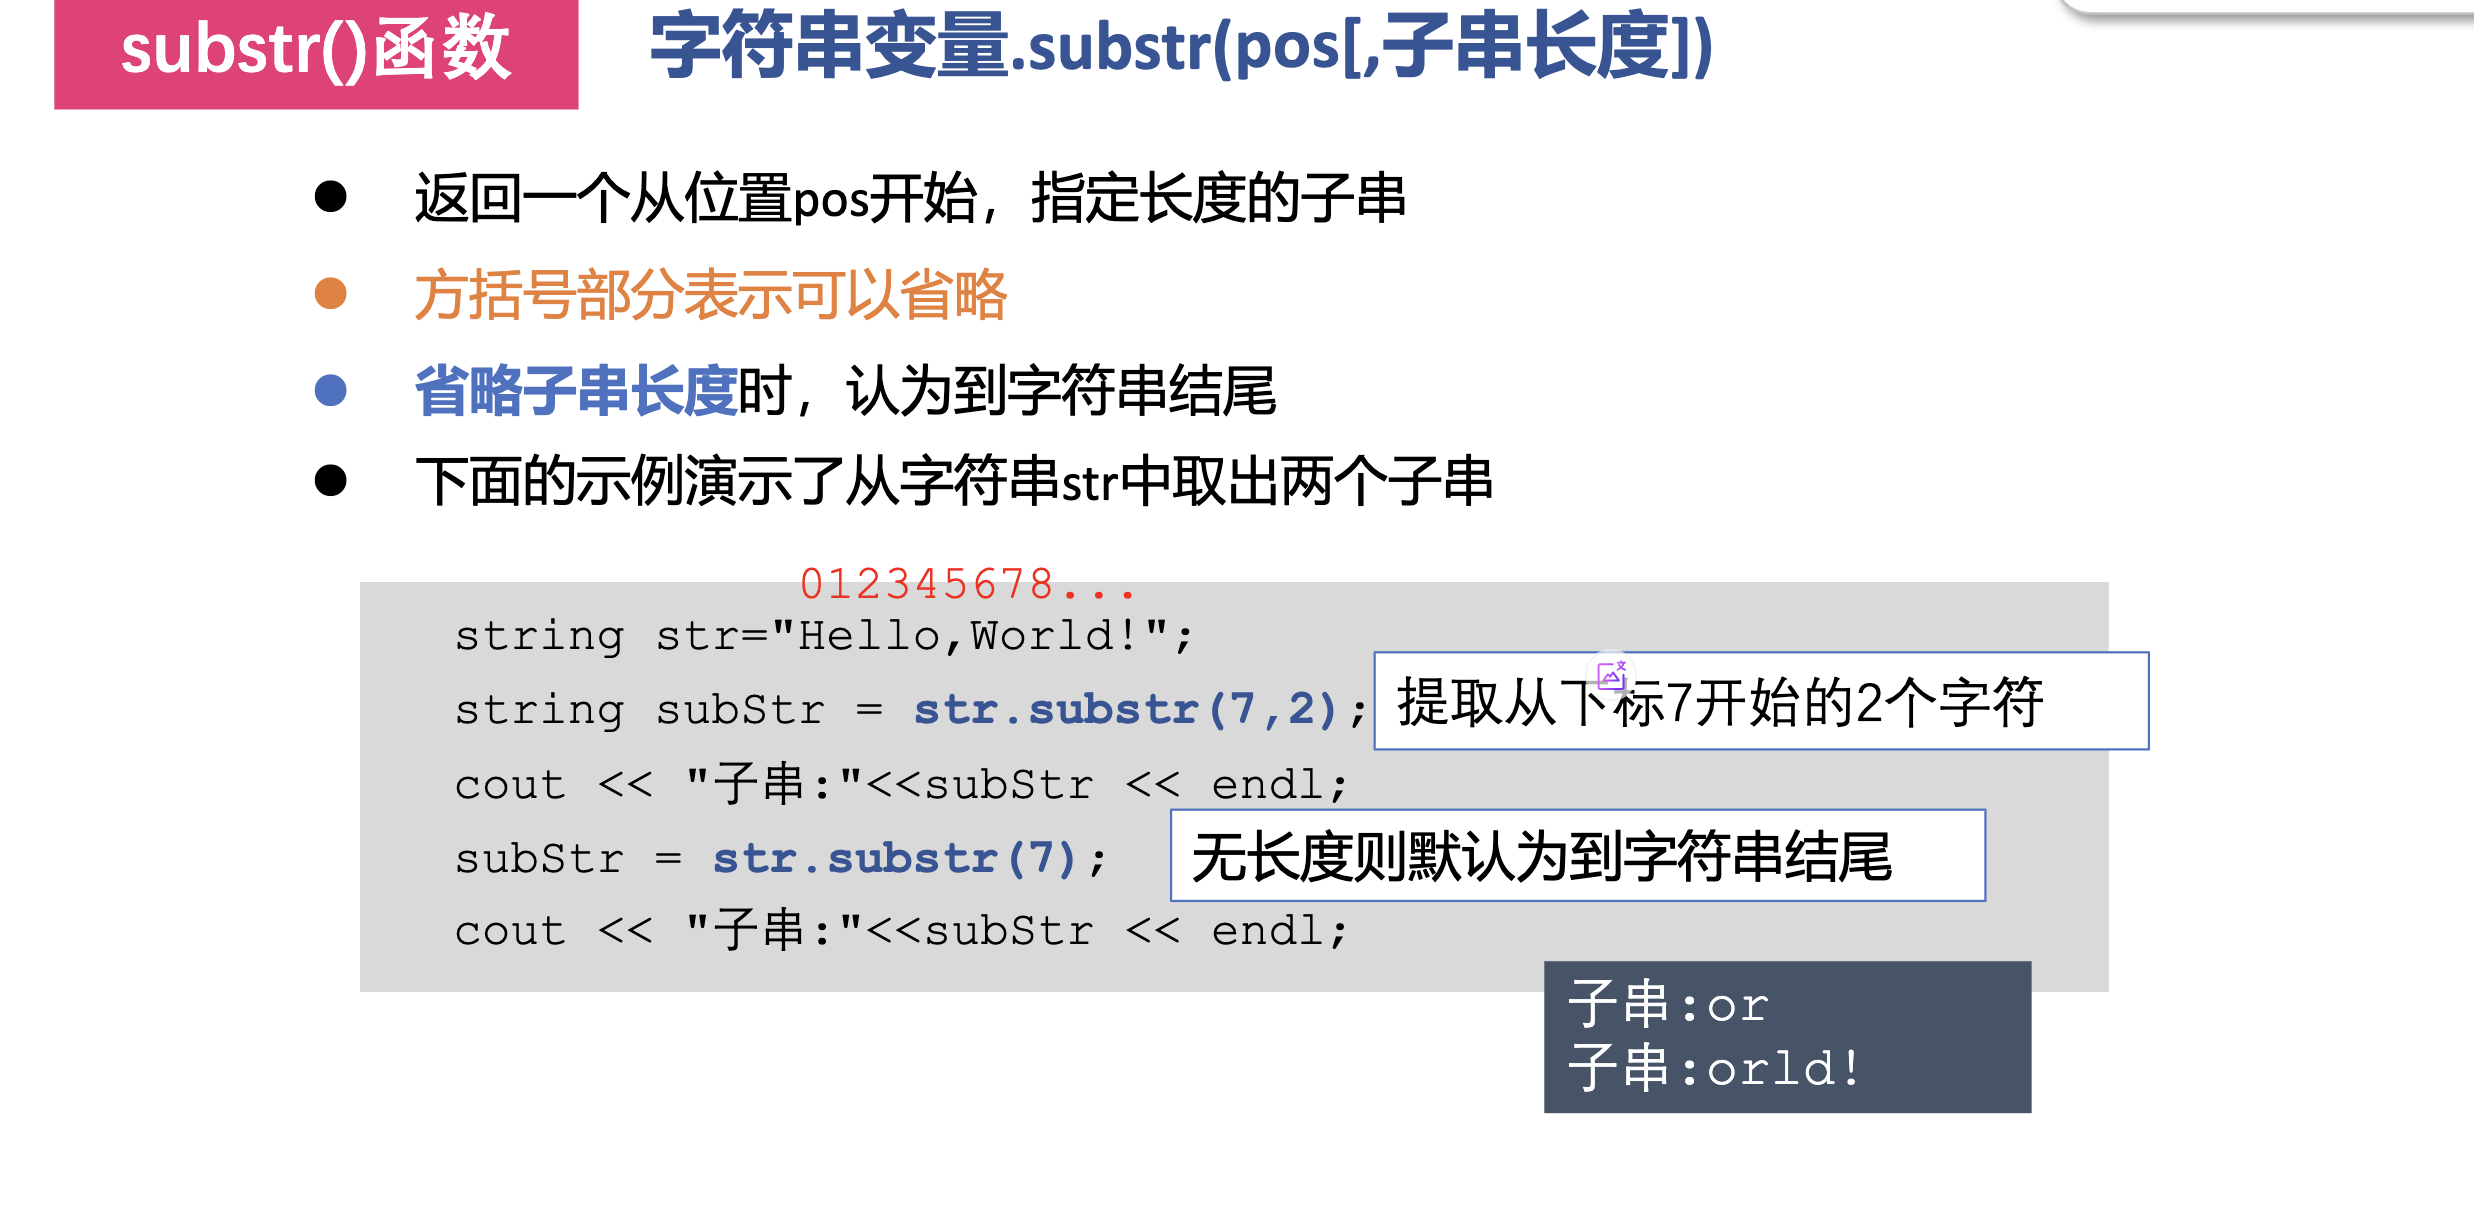 substr()函数
字符串变量.substr(pos[,子串长度])
返回一个从位置pos开始，指定长度的子串
方括号部分表示可以省略
省略子串长度时，认为到字符串结尾
下面的示例演示了从字符串str中取出两个子串
012345678...
string str="Hello,World!";
string subStr = str.substr(7,2);
提取从下标7开始的2个字符
cout << "子串:"<<subStr << endl;
subStr = str.substr(7);
无长度则默认为到字符串结尾
cout << "子串:"<<subStr << endl;
子串:or
子串:orld!